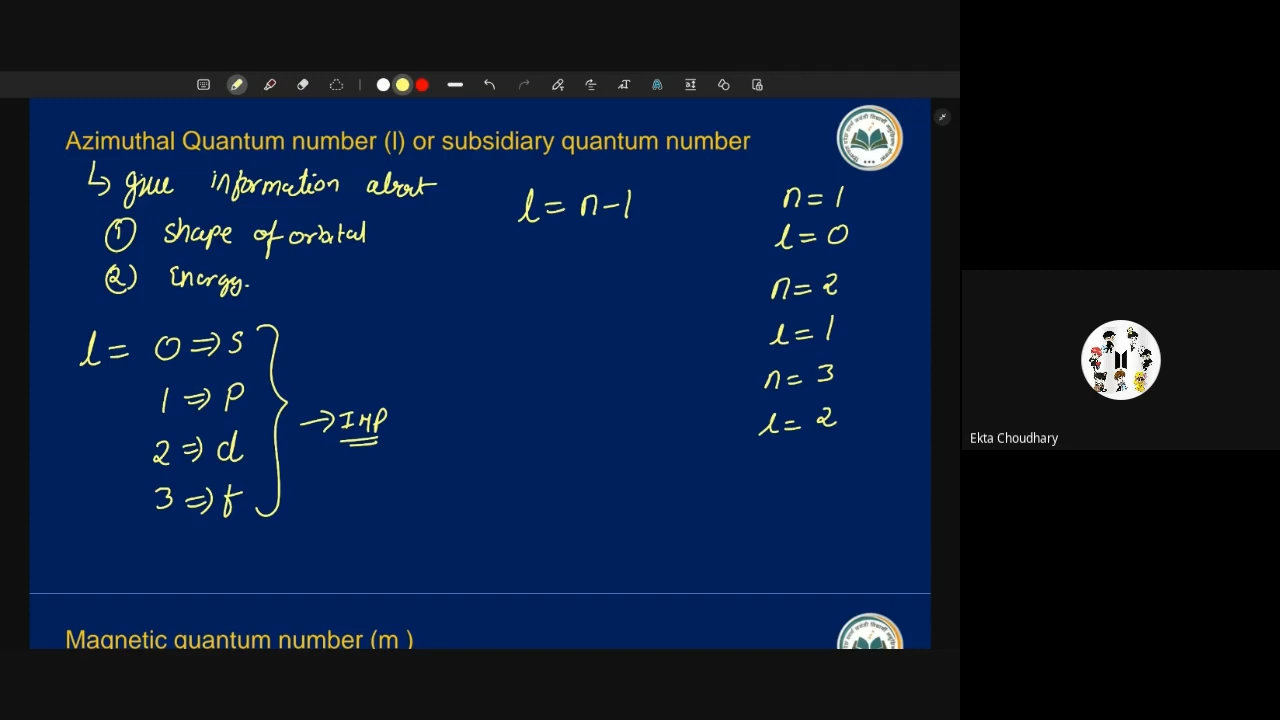 Azimuthal Quantum number (l) or subsidiary quantum number
↳ give information about
① shape of orbital
② Energy.
l = 0 ⇒ s
1 ⇒ p
2 ⇒ d
3 ⇒ f
→ IMP
l = n-1
n = 1
l = 0
n = 2
l = 1
n = 3
l = 2
Magnetic quantum number (m )
Ekta Choudhary